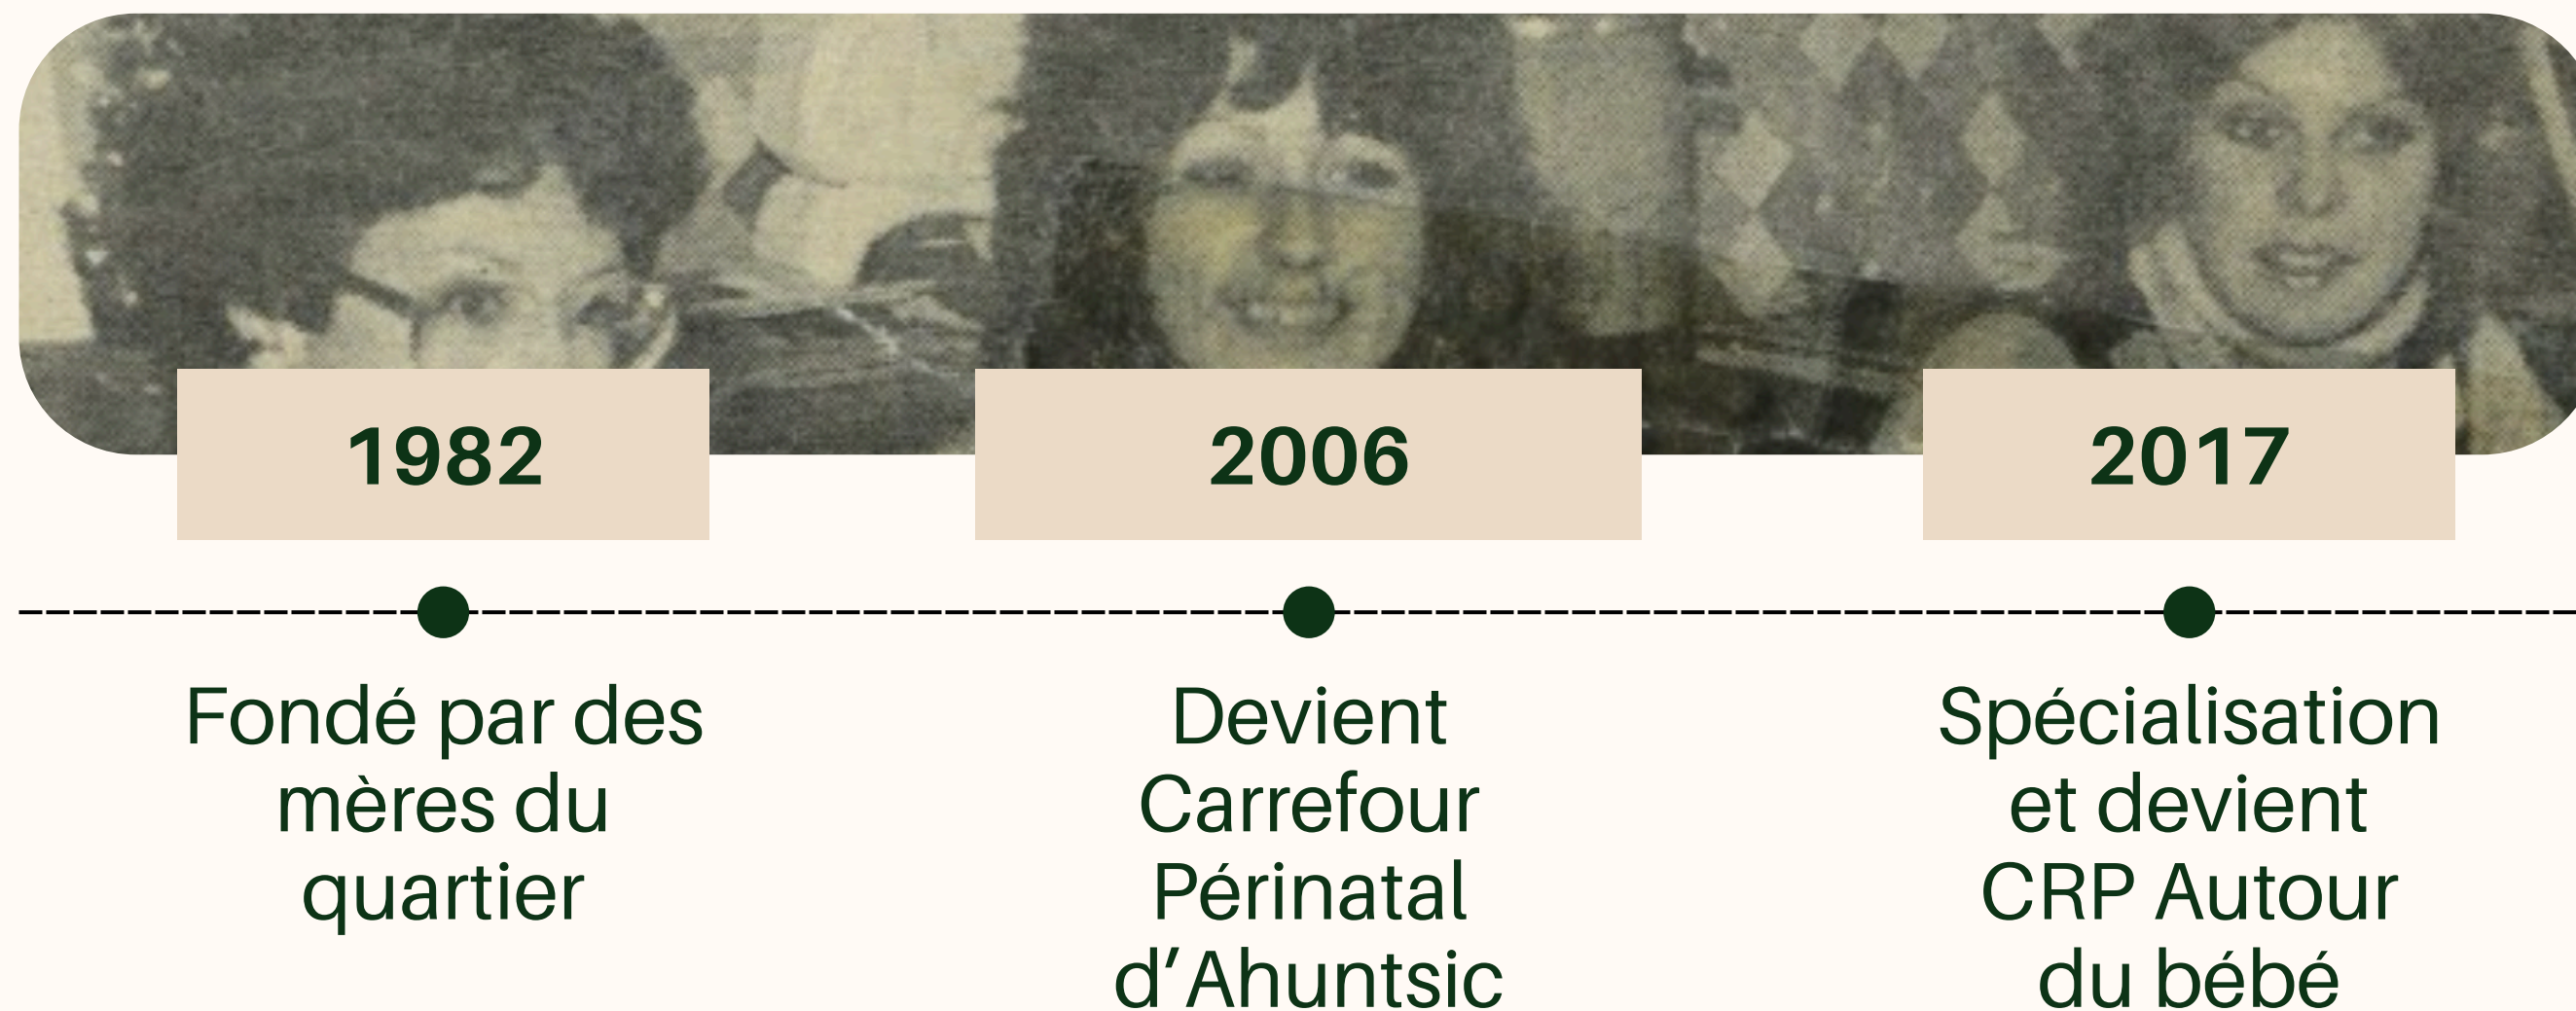 1982
Fondé par des
mères du
quartier
2006
Devient
Carrefour
Périnatal
d’Ahuntsic
2017
Spécialisation
et devient
CRP Autour
du bébé